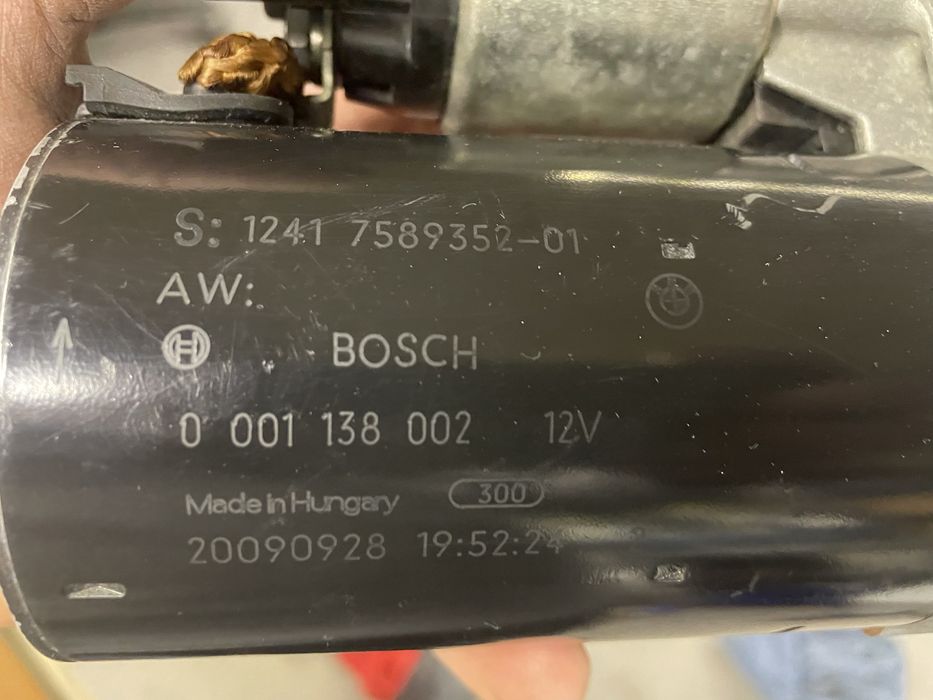 S: 1241 7589352-01
AW:
BOSCH
0 001 138 002 12V
Made in Hungary 300
20090928 19:52:24